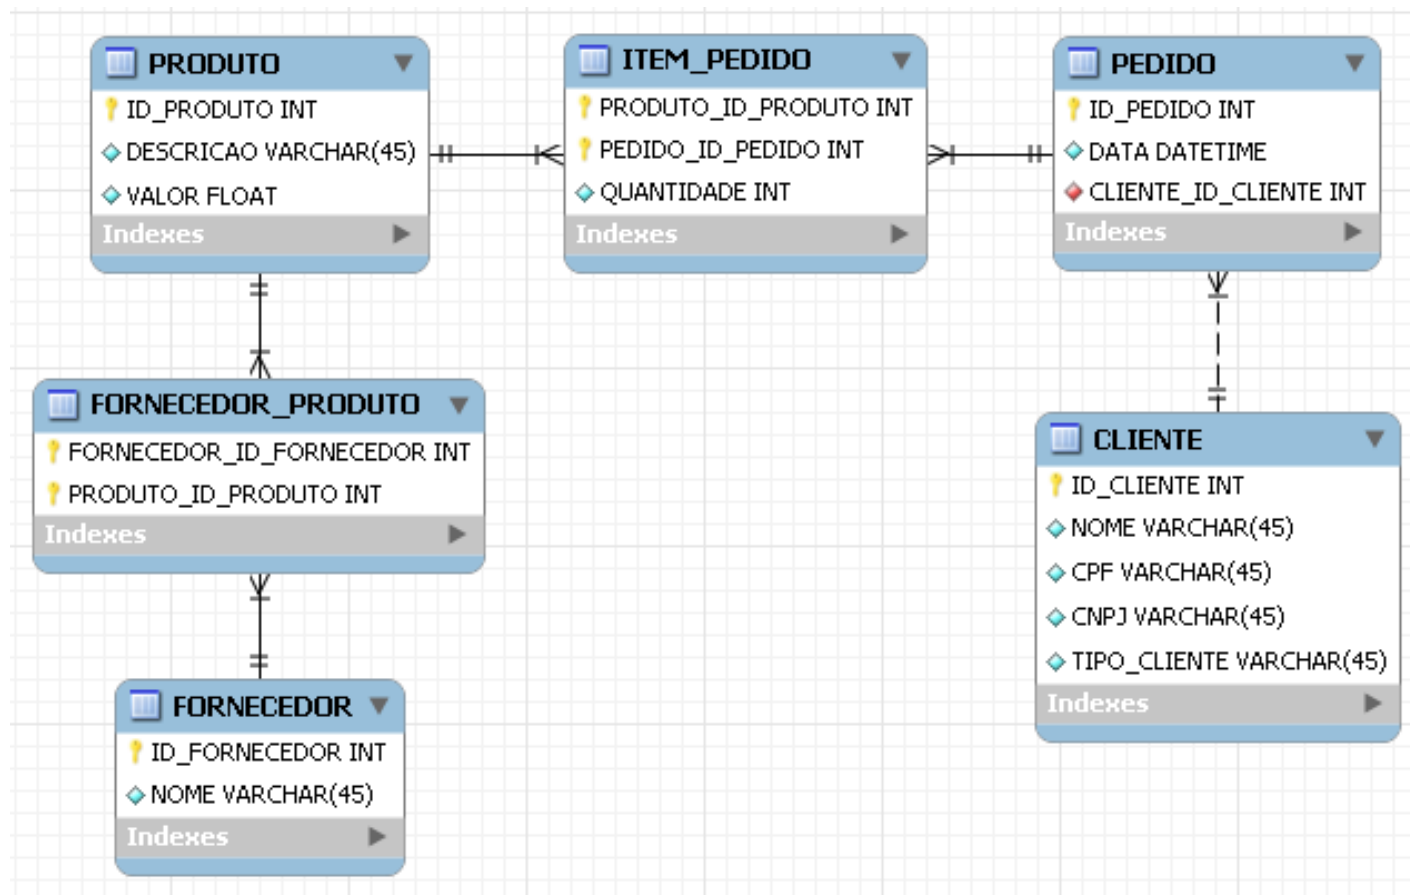 PRODUTO
ID_PRODUTO INT
DESCRICAO VARCHAR(45)
VALOR FLOAT
Indexes
ITEM_PEDIDO
PRODUTO_ID_PRODUTO INT
PEDIDO_ID_PEDIDO INT
QUANTIDADE INT
Indexes
PEDIDO
ID_PEDIDO INT
DATA DATETIME
CLIENTE_ID_CLIENTE INT
Indexes
FORNECEDOR_PRODUTO
FORNECEDOR_ID_FORNECEDOR INT
PRODUTO_ID_PRODUTO INT
Indexes
CLIENTE
ID_CLIENTE INT
NOME VARCHAR(45)
CPF VARCHAR(45)
CNPJ VARCHAR(45)
TIPO_CLIENTE VARCHAR(45)
Indexes
FORNECEDOR
ID_FORNECEDOR INT
NOME VARCHAR(45)
Indexes